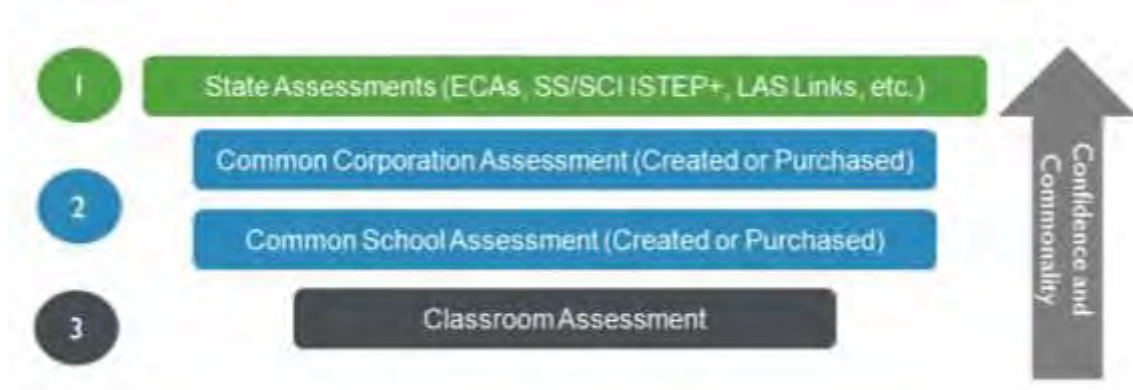 1
State Assessments (ECAs, SS/SCI ISTEP+, LAS Links, etc.)
Common Corporation Assessment (Created or Purchased)
2
Common School Assessment (Created or Purchased)
3
Classroom Assessment
Confidence and
Commonality